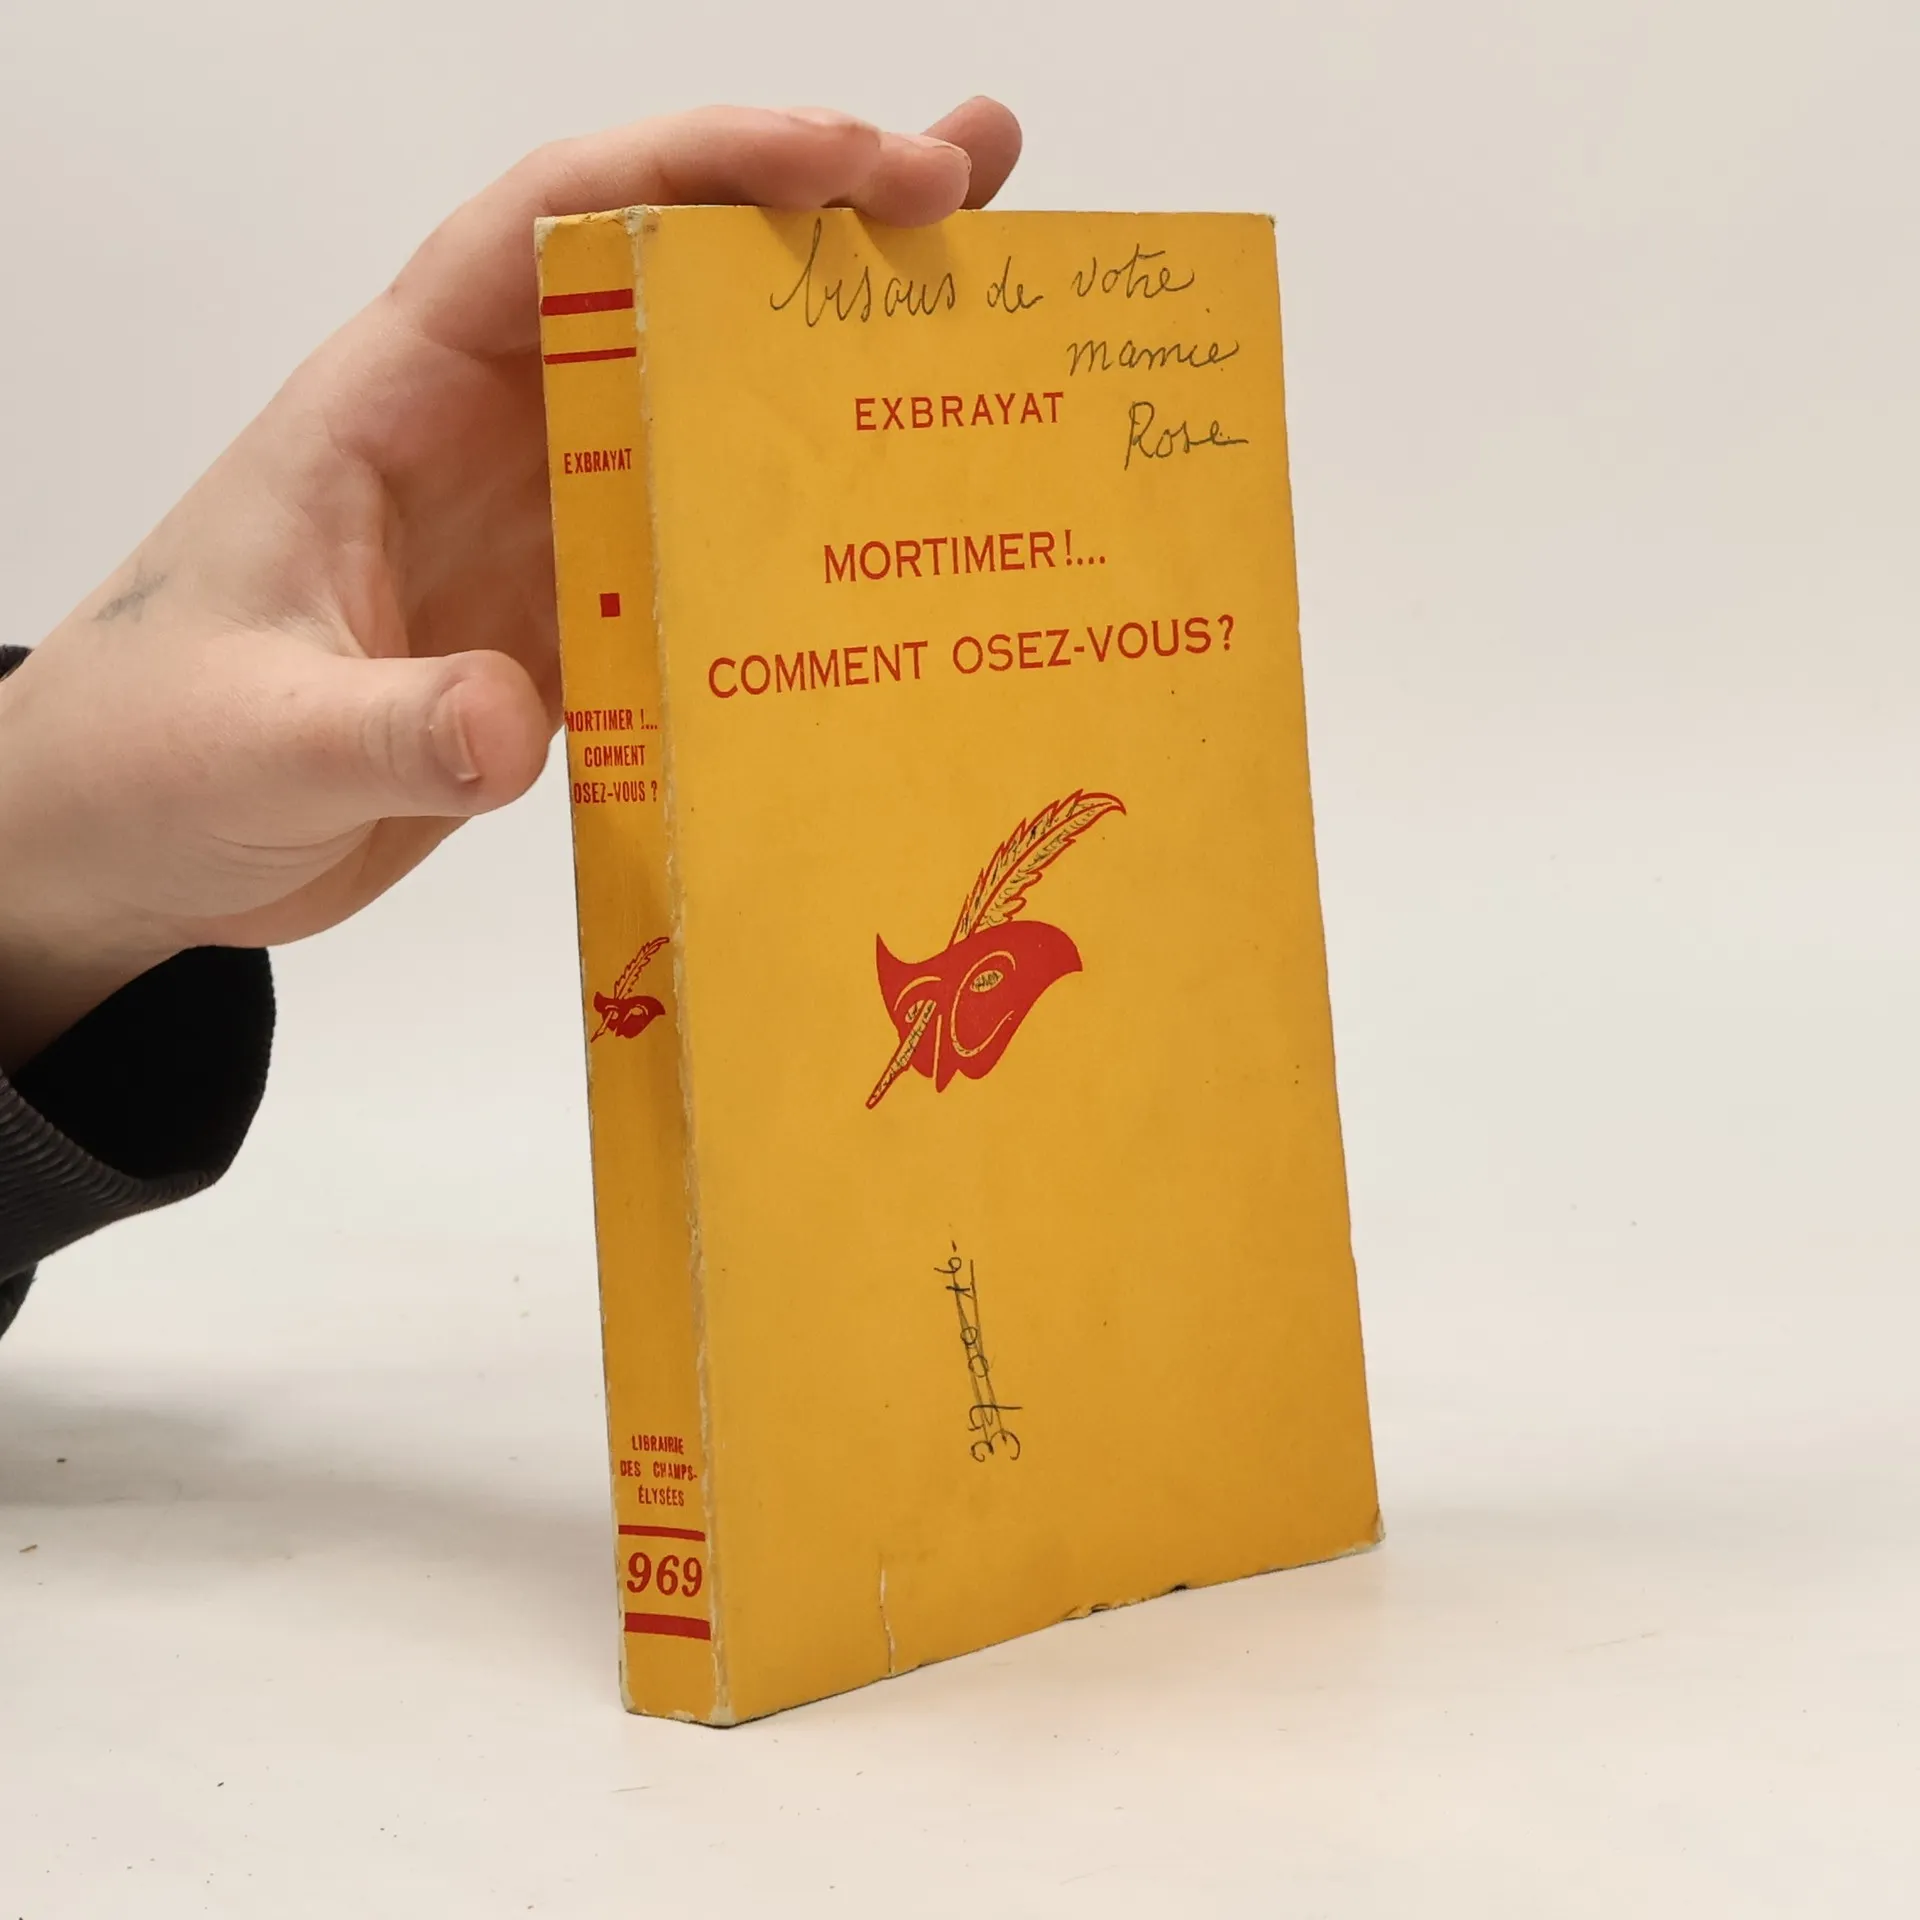 EXBRAYAT
MORTIMER !...
COMMENT
OSEZ-VOUS ?
LIBRAIRIE
DES CHAMPS-
ÉLYSÉES
969
bisous de votre
mamie
Rose
EXBRAYAT
MORTIMER !...
COMMENT OSEZ-VOUS ?